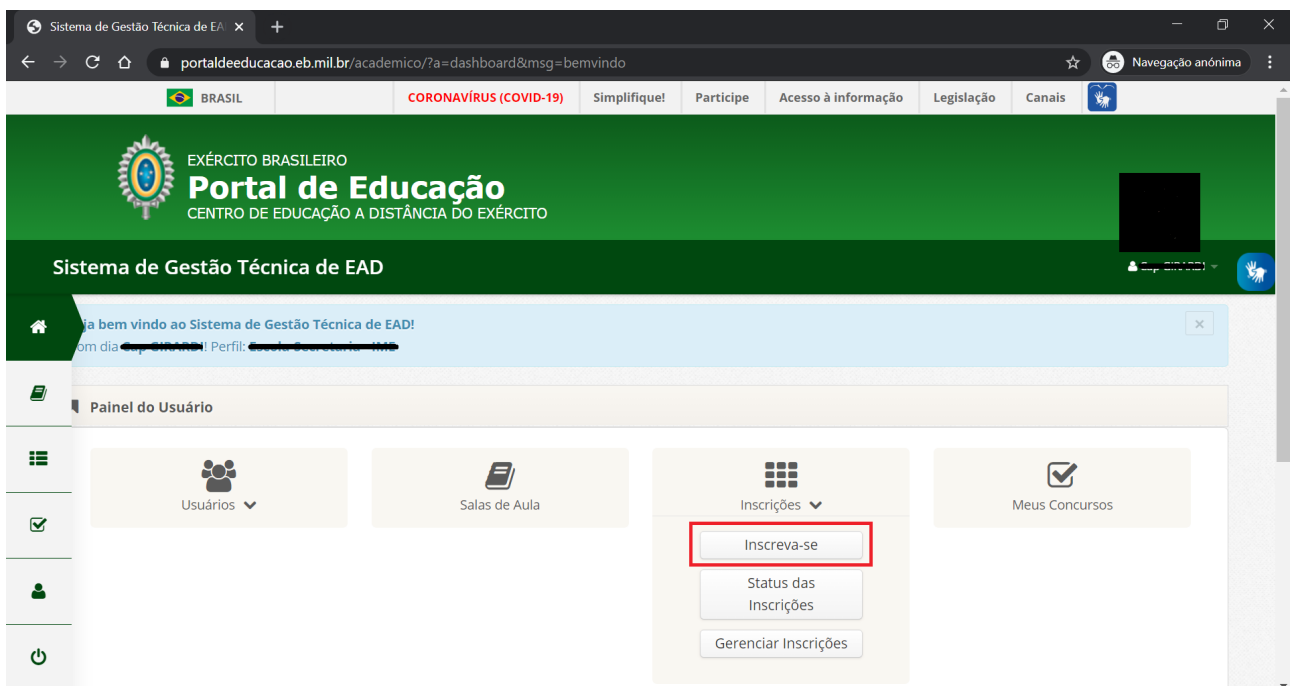 Sistema de Gestão Técnica de EA
portaldeeducacao.eb.mil.br/academico/?a=dashboard&msg=bemvindo
Navegação anónima
BRASIL
CORONAVÍRUS (COVID-19) Simplifique! Participe Acesso à informação Legislação Canais
EXÉRCITO BRASILEIRO
Portal de Educação
CENTRO DE EDUCAÇÃO A DISTÂNCIA DO EXÉRCITO
Sistema de Gestão Técnica de EAD
ja bem vindo ao Sistema de Gestão Técnica de EAD!
om dia ! Perfil:
Painel do Usuário
Usuários
Salas de Aula
Inscrições
Meus Concursos
Inscreva-se
Status das
Inscrições
Gerenciar Inscrições